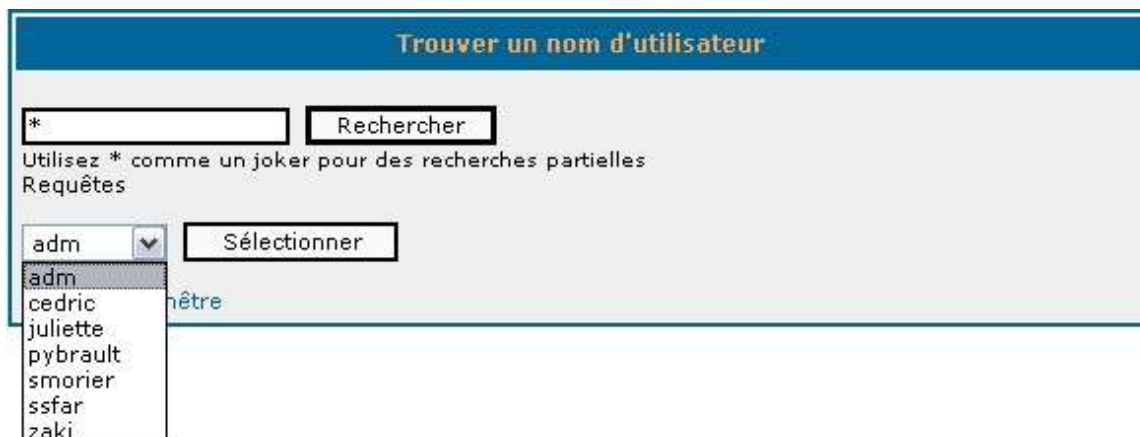 Trouver un nom d'utilisateur
* Rechercher
Utilisez * comme un joker pour des recherches partielles
Requêtes
adm Sélectionner
adm
cedric nêtre
juliette
pybrault
smorier
ssfar
zaki